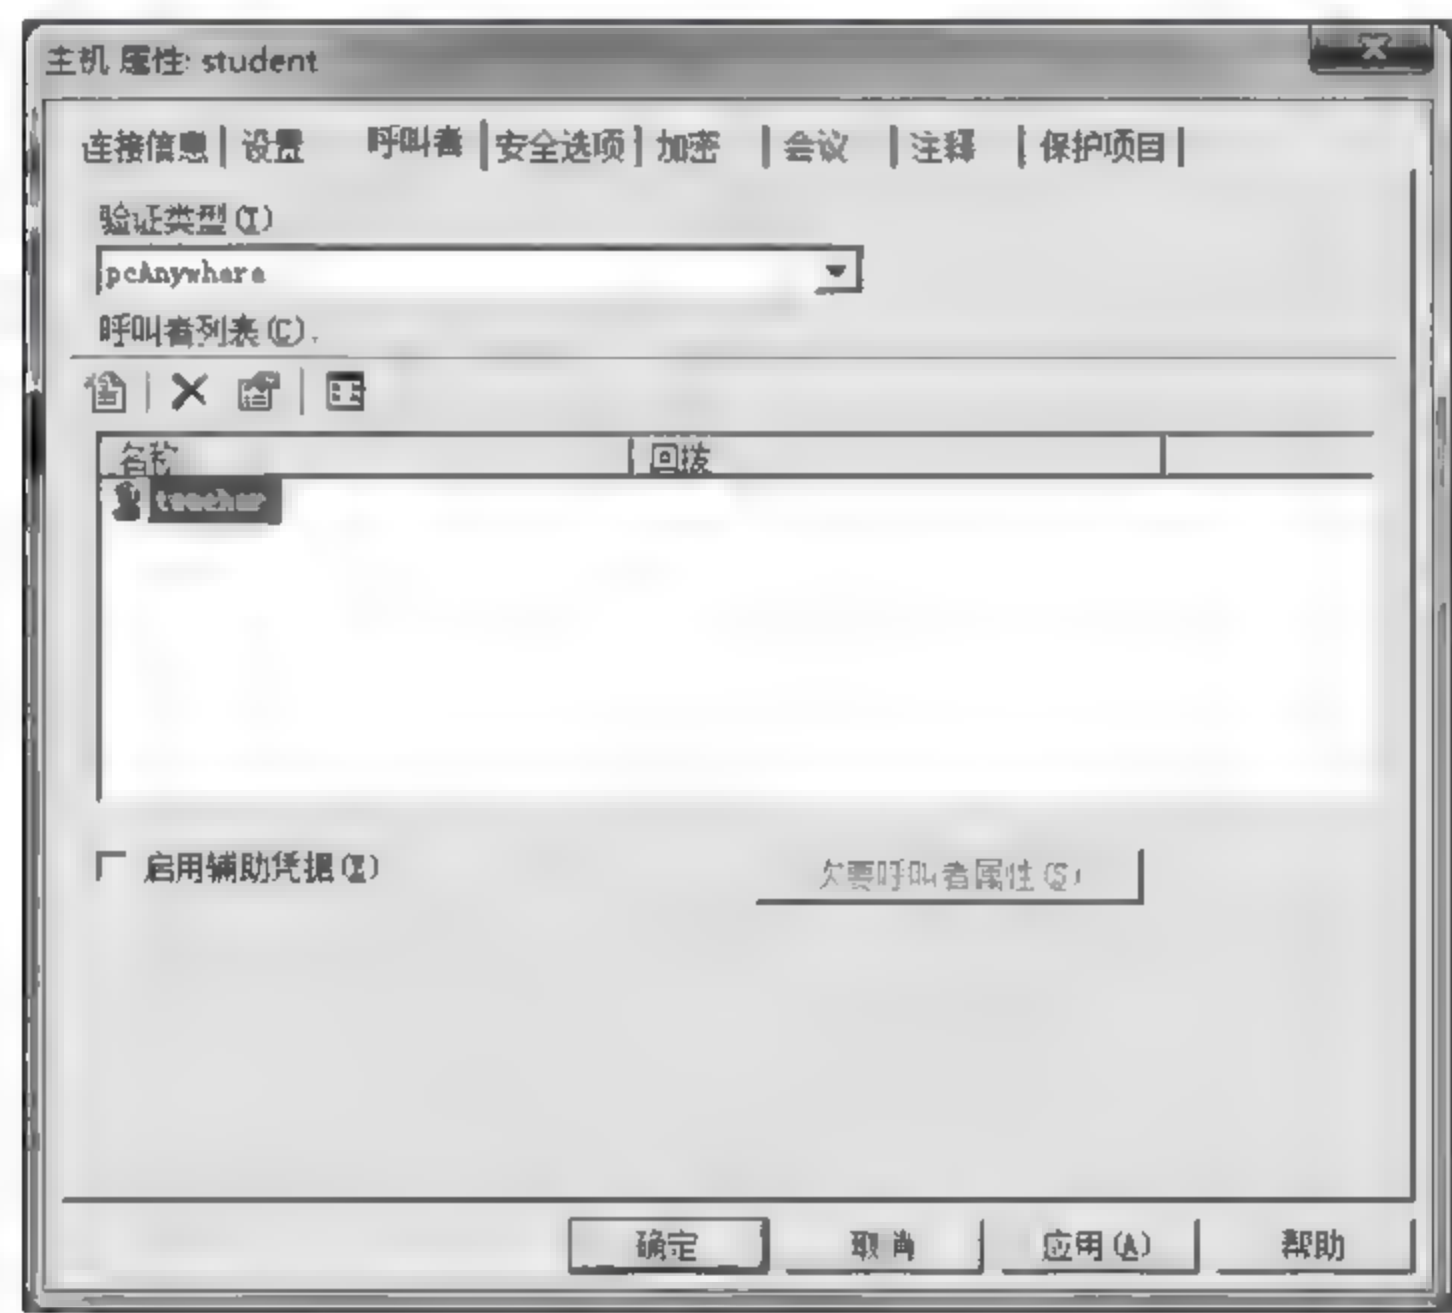 主机 属性: student
连接信息 设置 呼叫者 安全选项 加密 会议 注释 保护项目
验证类型(T)
pcAnywhere
呼叫者列表(C).
名称 回拨
teacher
启用辅助凭据(E)
次要呼叫者属性(S)
确定 取消 应用(A) 帮助